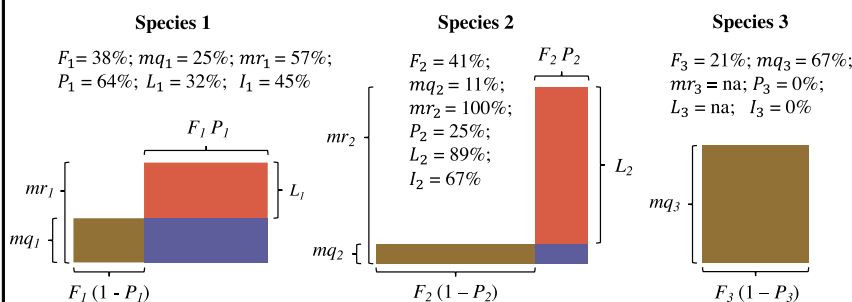 Species 1
F₁= 38%; mq₁ = 25%; mr₁ = 57%;
P₁= 64%; L₁ = 32%; I₁ = 45%
F₁ P₁
mr₁
L₁
mq₁
F₁ (1 - P₁)
Species 2
F₂ = 41%;
mq₂ = 11%;
mr₂ = 100%;
P₂ = 25%;
L₂ = 89%;
I₂ = 67%
F₂ P₂
mr₂
L₂
mq₂
F₂ (1 – P₂)
Species 3
F₃ = 21%; mq₃ = 67%;
mr₃ = na; P₃ = 0%;
L₃ = na; I₃ = 0%
mq₃
F₃ (1 – P₃)